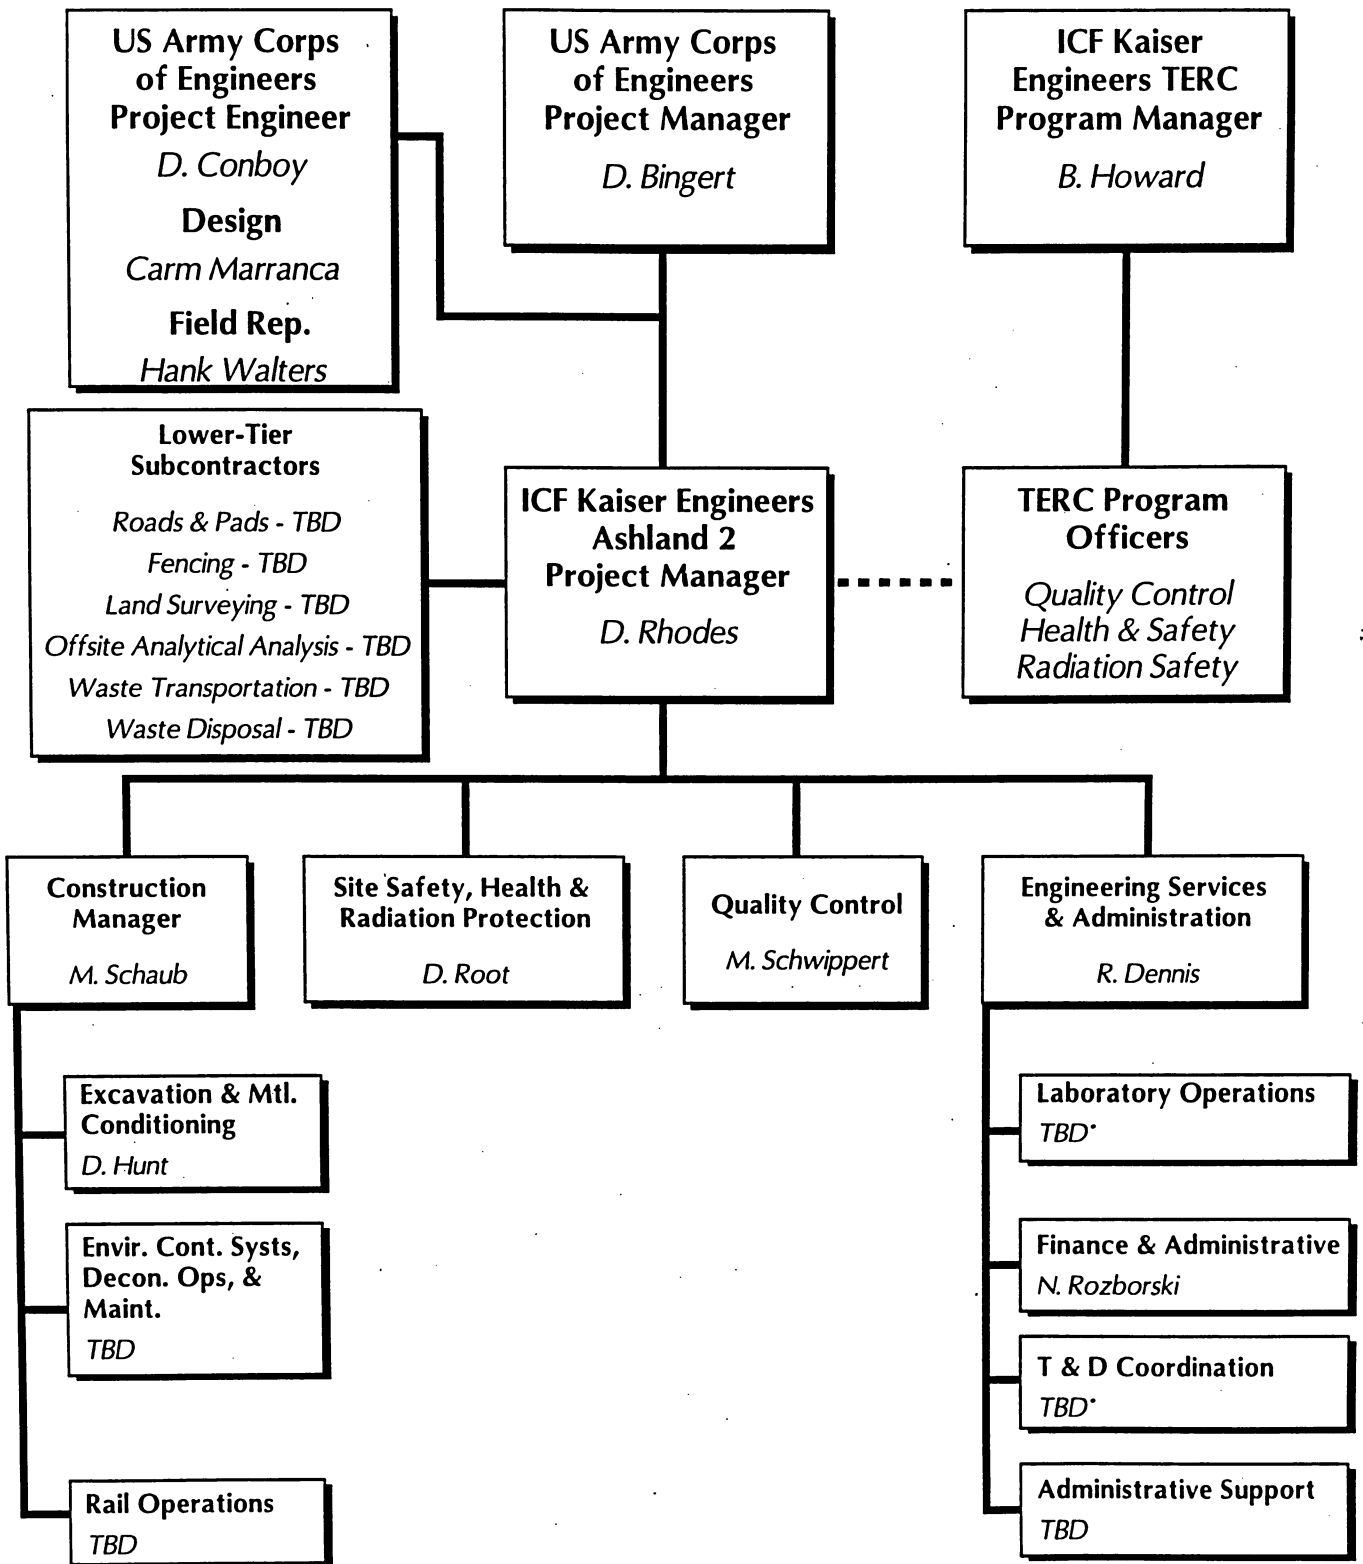 US Army Corps
of Engineers
Project Engineer
D. Conboy
Design
Carm Marranca
Field Rep.
Hank Walters
US Army Corps
of Engineers
Project Manager
D. Bingert
ICF Kaiser
Engineers TERC
Program Manager
B. Howard
Lower-Tier
Subcontractors
Roads & Pads - TBD
Fencing - TBD
Land Surveying - TBD
Offsite Analytical Analysis - TBD
Waste Transportation - TBD
Waste Disposal - TBD
ICF Kaiser Engineers
Ashland 2
Project Manager
D. Rhodes
TERC Program
Officers
Quality Control
Health & Safety
Radiation Safety
Construction
Manager
M. Schaub
Site Safety, Health &
Radiation Protection
D. Root
Quality Control
M. Schwippert
Engineering Services
& Administration
R. Dennis
Excavation & Mtl.
Conditioning
D. Hunt
Envir. Cont. Systs,
Decon. Ops, &
Maint.
TBD
Rail Operations
TBD
Laboratory Operations
TBD*
Finance & Administrative
N. Rozborski
T & D Coordination
TBD*
Administrative Support
TBD